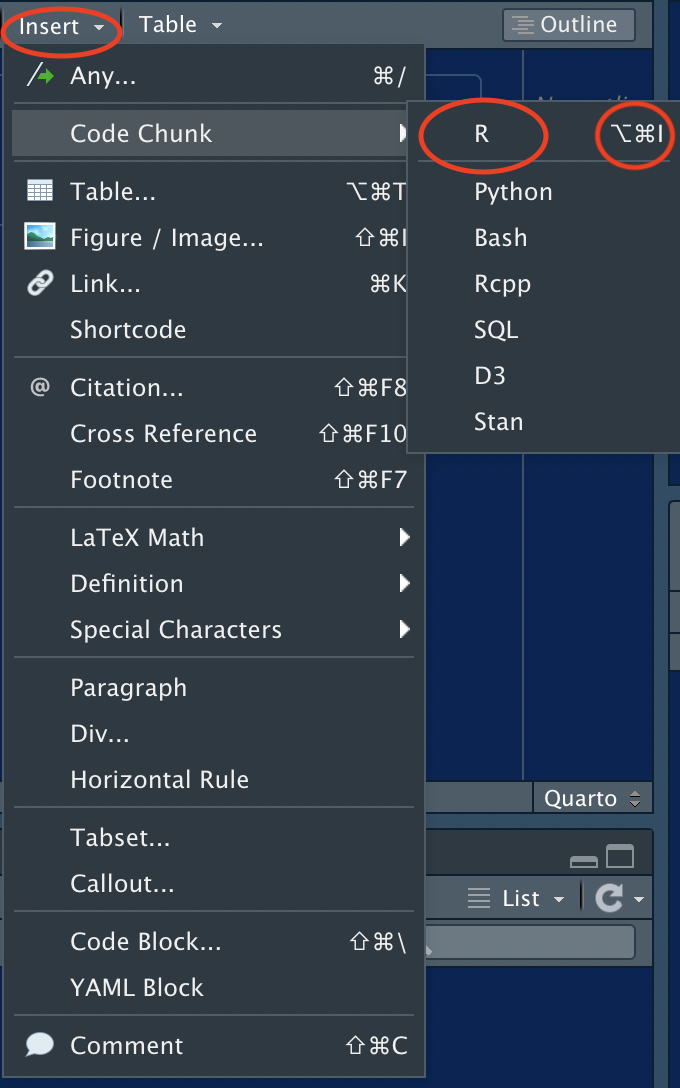 Insert Table Outline
Any... ⌘/
Code Chunk R ⌥⌘I
Table... ⌥⌘T Python
Figure / Image... ⇧⌘I Bash
Link... ⌘K Rcpp
Shortcode SQL
D3
@ Citation... ⇧⌘F8 Stan
Cross Reference ⇧⌘F10
Footnote ⇧⌘F7
LaTeX Math
Definition
Special Characters
Paragraph
Div...
Horizontal Rule Quarto
Tabset...
Callout... List
Code Block... ⇧⌘\
YAML Block
Comment ⇧⌘C